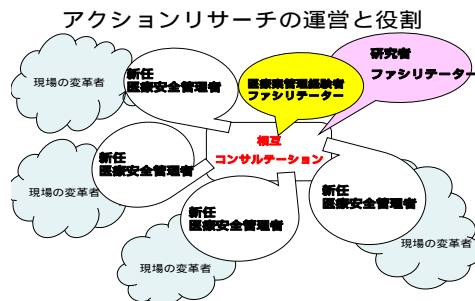 アクションリサーチの運営と役割
研究者
ファシリテーター
現場の変革者
新任
医療安全管理者
医療薬管理経験者
ファシリテーター
相互
コンサルテーション
新任
医療安全管理者
現場の変革者
新任
医療安全管理者
新任
医療安全管理者
現場の変革者
現場の変革者